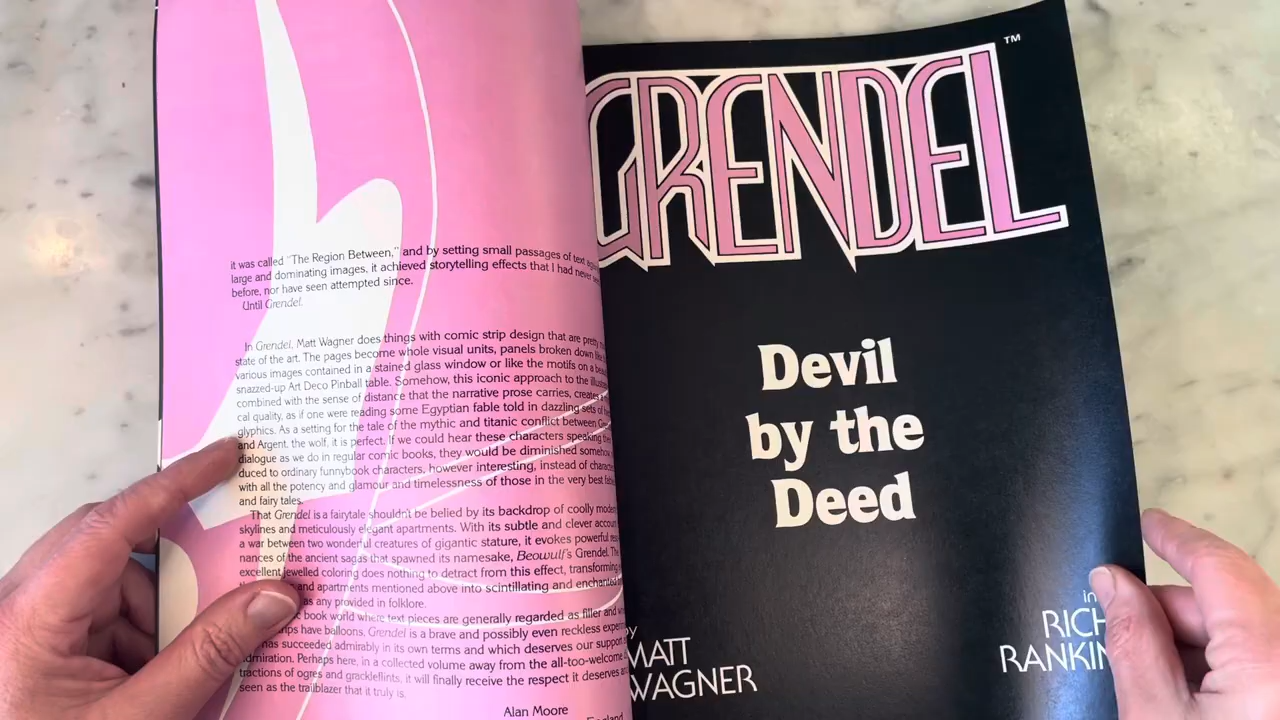 it was called "The Region Between," and by setting small passages of text
large and dominating images, it achieved storytelling effects that I had never
before, nor have seen attempted since.
Until Grendel.
In Grendel, Matt Wagner does things with comic strip design that are pretty
state of the art. The pages become whole visual units, panels broken down
various images contained in a stained glass window or like the motifs on a
snazzed-up Art Deco Pinball table. Somehow, this iconic approach to the
combined with the sense of distance that the narrative prose carries, creates
cal quality, as if one were reading some Egyptian fable told in dazzling sets of
glyphics. As a setting for the tale of the mythic and titanic conflict between
and Argent, the wolf, it is perfect. If we could hear these characters speaking
dialogue as we do in regular comic books, they would be diminished somehow
duced to ordinary funnybook characters, however interesting, instead of
with all the potency and glamour and timelessness of those in the very best
and fairy tales.
That Grendel is a fairytale shouldn't be belied by its backdrop of coolly
skylines and meticulously elegant apartments. With its subtle and clever
a war between two wonderful creatures of gigantic stature, it evokes powerful
nances of the ancient sagas that spawned its namesake, Beowulf's Grendel.
excellent jewelled coloring does nothing to detract from this effect, transforming
and apartments mentioned above into scintillating and
as any provided in folklore.
book world where text pieces are generally regarded as filler and
have balloons, Grendel is a brave and possibly even reckless
has succeeded admirably in its own terms and which deserves our support
Perhaps here, in a collected volume away from the all-too-welcome
tractions of ogres and grackleflints, it will finally receive the respect it deserves
seen as the trailblazer that it truly is.
Alan Moore
England
GRENDEL™
Devil
by the
Deed
MATT
WAGNER
RICH
RANKIN